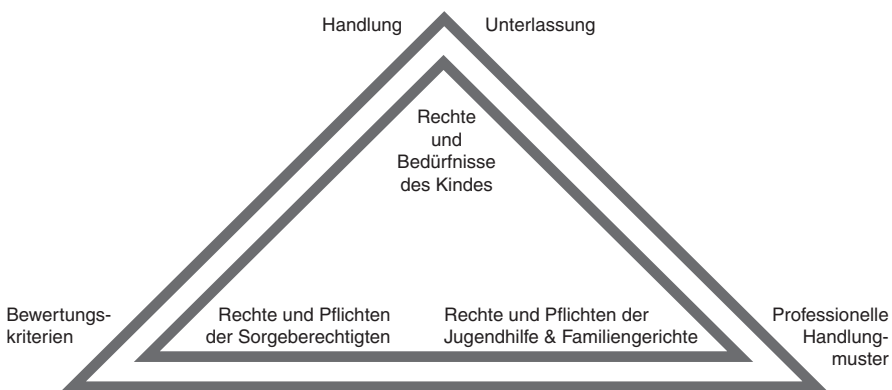 Handlung Unterlassung
Rechte
und
Bedürfnisse
des Kindes
Bewertungs-
kriterien
Rechte und Pflichten
der Sorgeberechtigten
Rechte und Pflichten der
Jugendhilfe & Familiengerichte
Professionelle
Handlung-
muster